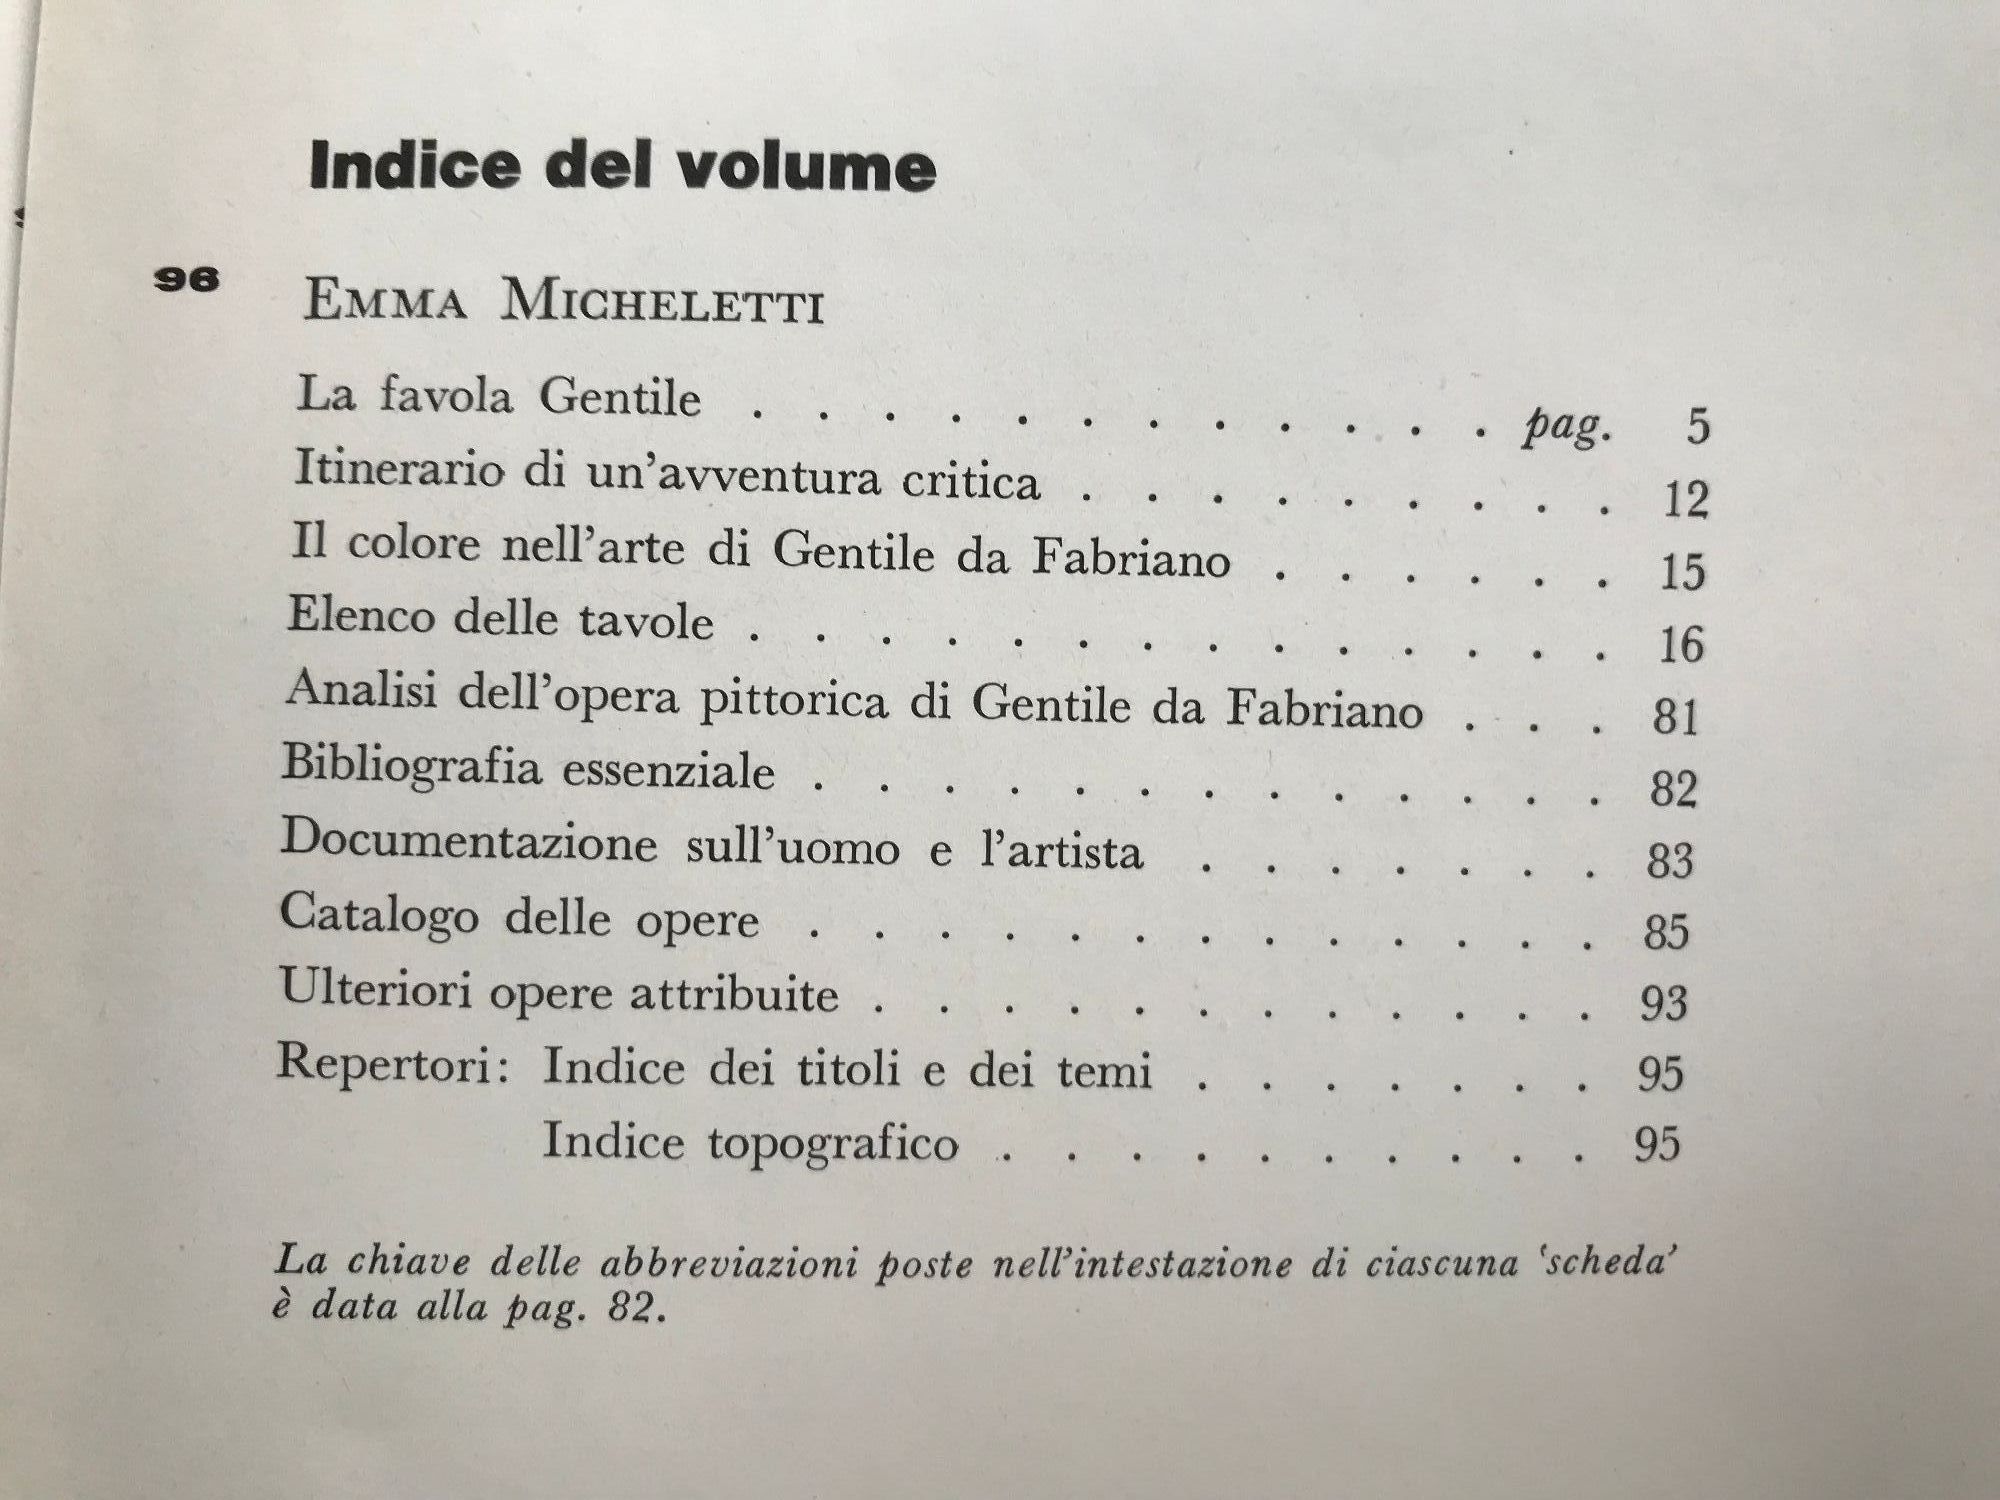 Indice del volume
96
EMMA MICHELETTI
La favola Gentile . . . . . . . . . . . . pag. 5
Itinerario di un'avventura critica . . . . . . . . . 12
Il colore nell'arte di Gentile da Fabriano . . . . . . 15
Elenco delle tavole . . . . . . . . . . . . . . 16
Analisi dell'opera pittorica di Gentile da Fabriano . . . 81
Bibliografia essenziale . . . . . . . . . . . . . 82
Documentazione sull'uomo e l'artista . . . . . . . 83
Catalogo delle opere . . . . . . . . . . . . . 85
Ulteriori opere attribuite . . . . . . . . . . . . 93
Repertori: Indice dei titoli e dei temi . . . . . . . 95
Indice topografico . . . . . . . . . . 95
La chiave delle abbreviazioni poste nell'intestazione di ciascuna 'scheda'
è data alla pag. 82.